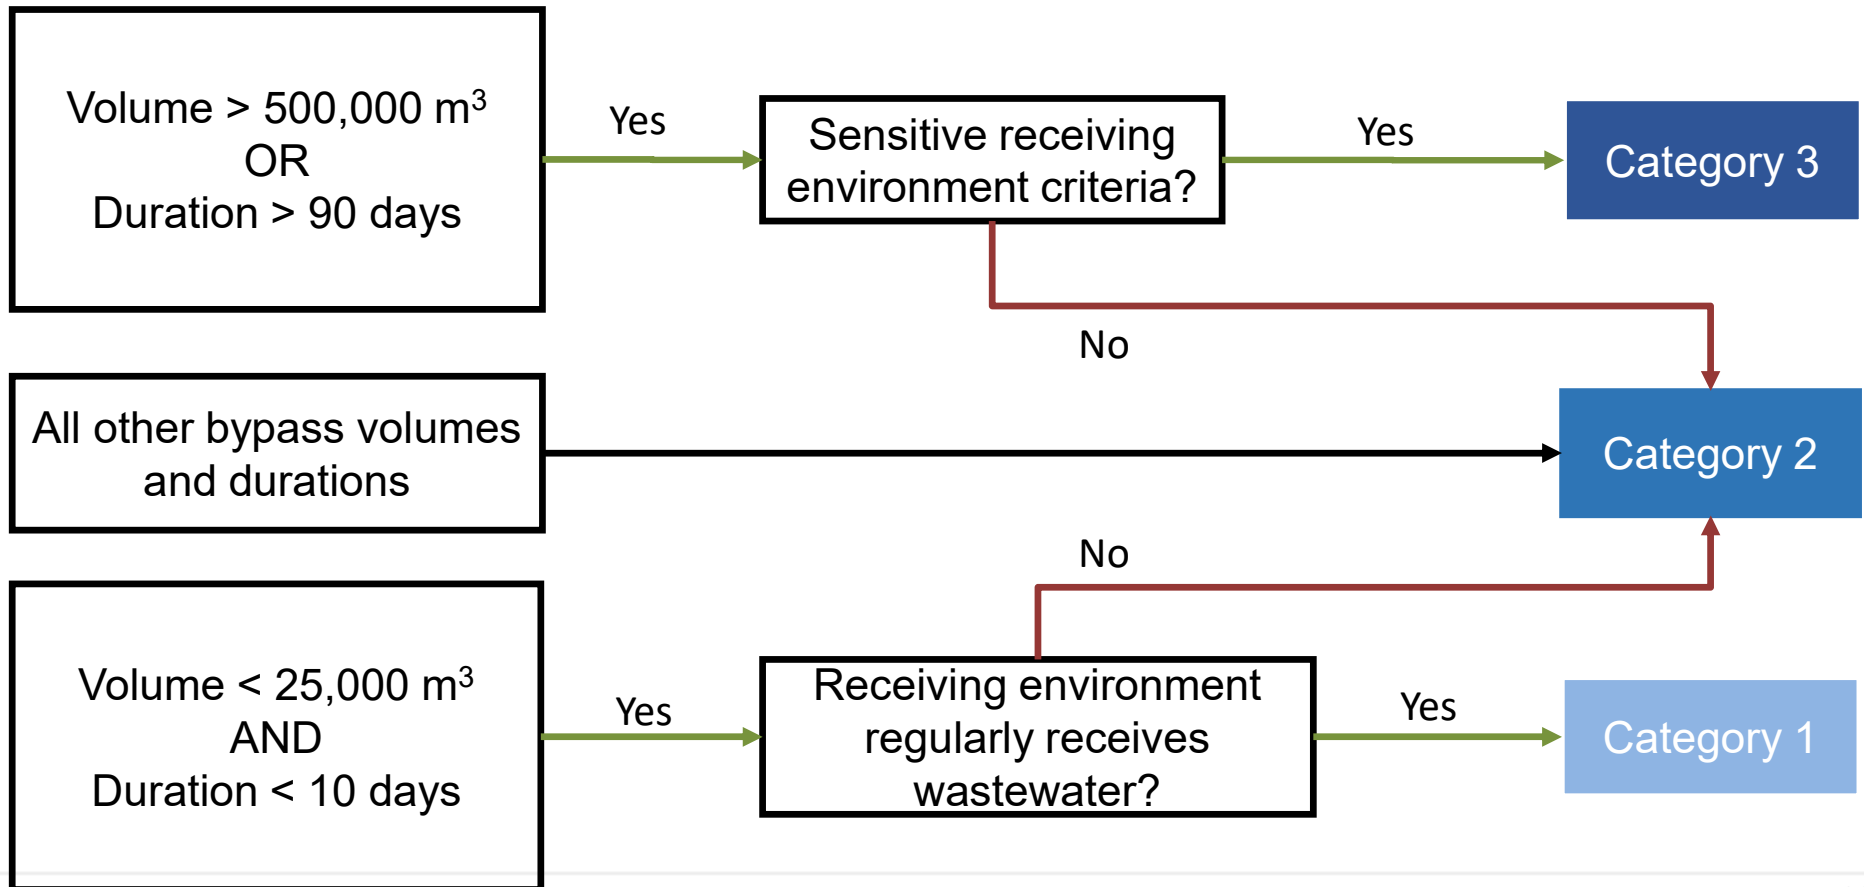 Volume > 500,000 m³
OR
Duration > 90 days
Yes
Sensitive receiving
environment criteria?
Yes
Category 3
No
All other bypass volumes
and durations
Category 2
No
Volume < 25,000 m³
AND
Duration < 10 days
Yes
Receiving environment
regularly receives
wastewater?
Yes
Category 1